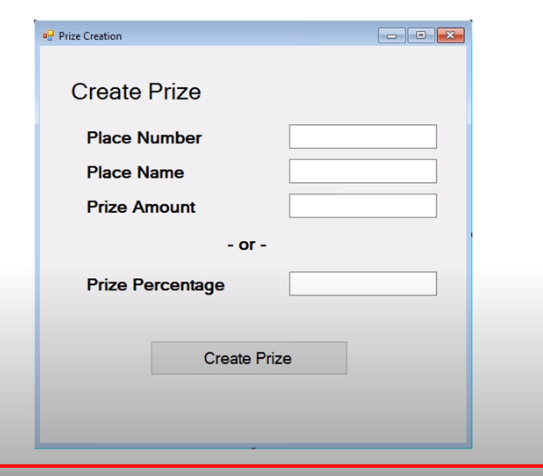 Prize Creation
Create Prize
Place Number
Place Name
Prize Amount
- or -
Prize Percentage
Create Prize